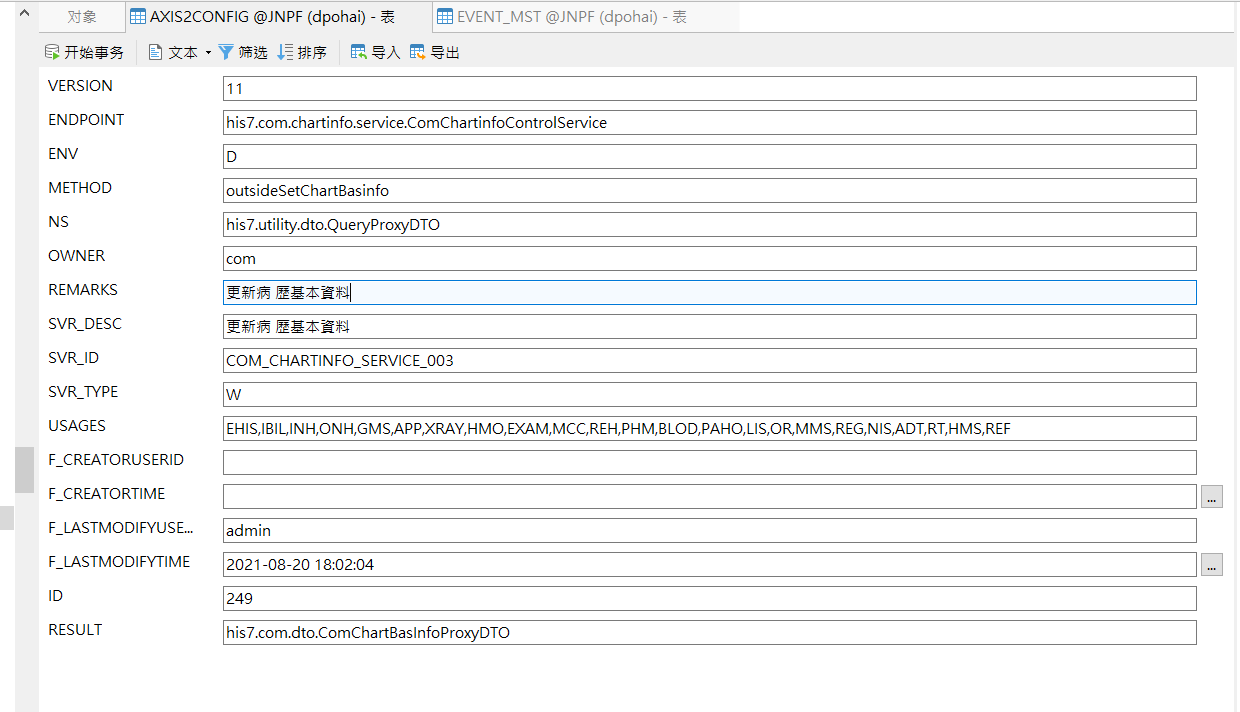 对象 AXIS2CONFIG @JNPF (dpohai) - 表 EVENT_MST @JNPF (dpohai) - 表
开始事务 文本 筛选 排序 导入 导出
VERSION 11
ENDPOINT his7.com.chartinfo.service.ComChartinfoControlService
ENV D
METHOD outsideSetChartBasinfo
NS his7.utility.dto.QueryProxyDTO
OWNER com
REMARKS 更新病 歷基本資料
SVR_DESC 更新病 歷基本資料
SVR_ID COM_CHARTINFO_SERVICE_003
SVR_TYPE W
USAGES EHIS,IBIL,INH,ONH,GMS,APP,XRAY,HMO,EXAM,MCC,REH,PHM,BLOD,PAHO,LIS,OR,MMS,REG,NIS,ADT,RT,HMS,REF
F_CREATORUSERID
F_CREATORTIME ...
F_LASTMODIFYUSE... admin
F_LASTMODIFYTIME 2021-08-20 18:02:04 ...
ID 249
RESULT his7.com.dto.ComChartBasInfoProxyDTO